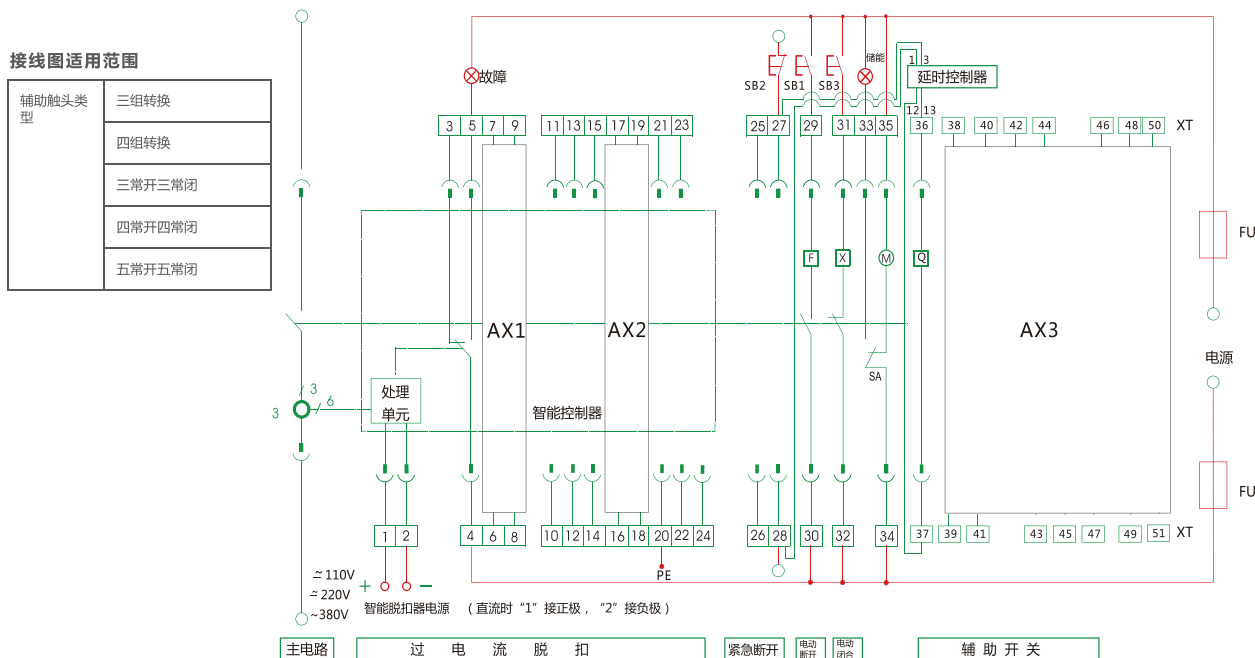 接线图适用范围
辅助触头类
型
三组转换
四组转换
三常开三常闭
四常开四常闭
五常开五常闭
故障
储能
SB2
SB1
SB3
1
3
延时控制器
12
13
3
5
7
9
11
13
15
17
19
21
23
25
27
29
31
33
35
36
38
40
42
44
46
48
50
XT
FU
F
X
M
Q
AX1
AX2
AX3
电源
SA
处理
单元
智能控制器
3
3
6
FU
1
2
4
6
8
10
12
14
16
18
20
22
24
26
28
30
32
34
37
39
41
43
45
47
49
51
XT
PE
≂110V
≂220V
~380V
+
−
智能脱扣器电源 （直流时“1”接正极，“2”接负极）
主电路
过电流脱扣
紧急断开
电动
断开
电动
闭合
辅助开关